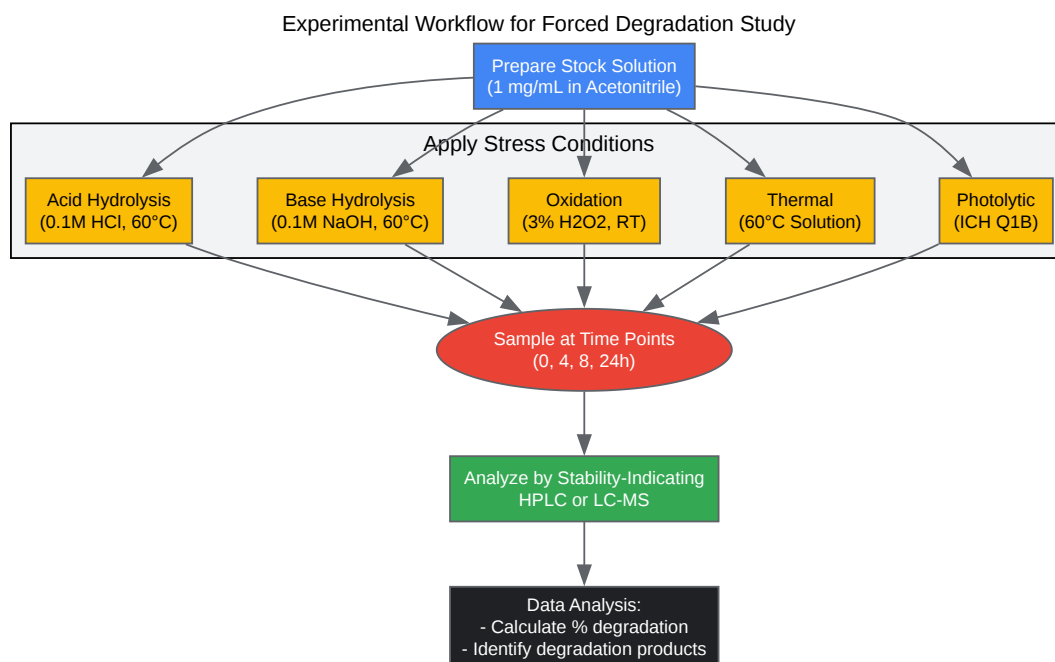 Experimental Workflow for Forced Degradation Study
Prepare Stock Solution
(1 mg/mL in Acetonitrile)
Apply Stress Conditions
Acid Hydrolysis
(0.1M HCl, 60°C)
Base Hydrolysis
(0.1M NaOH, 60°C)
Oxidation
(3% H2O2, RT)
Thermal
(60°C Solution)
Photolytic
(ICH Q1B)
Sample at Time Points
(0, 4, 8, 24h)
Analyze by Stability-Indicating
HPLC or LC-MS
Data Analysis:
- Calculate % degradation
- Identify degradation products